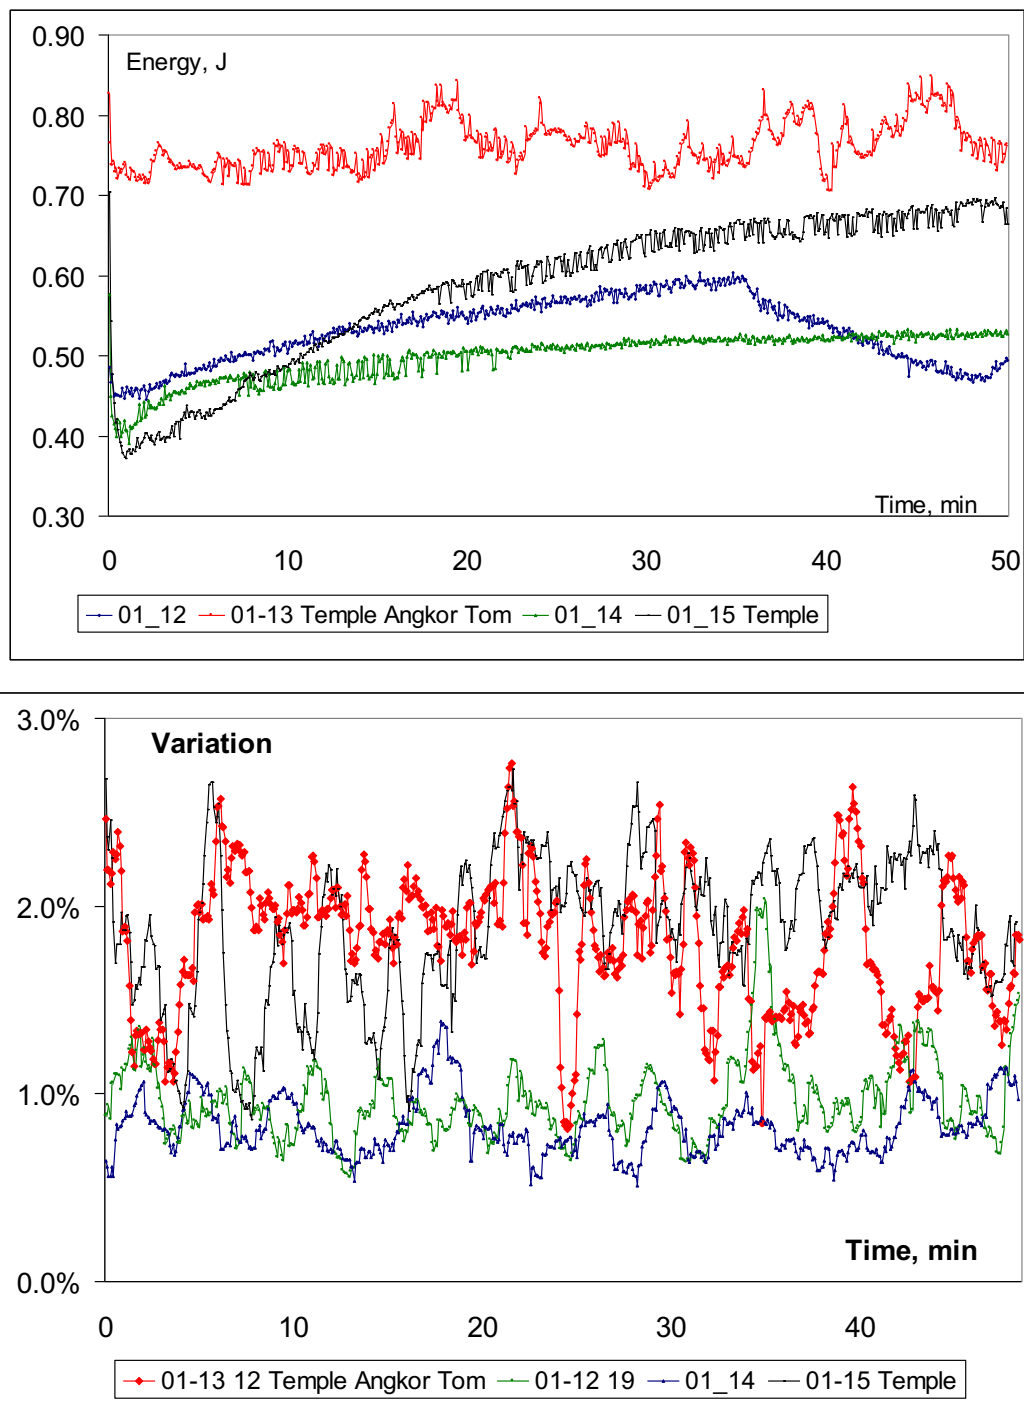 0.90
Energy, J
0.80
0.70
0.60
0.50
0.40
0.30
Time, min
0 10 20 30 40 50
01_12 01-13 Temple Angkor Tom 01_14 01_15 Temple
3.0%
Variation
2.0%
1.0%
Time, min
0.0%
0 10 20 30 40
01-13 12 Temple Angkor Tom 01-12 19 01_14 01-15 Temple